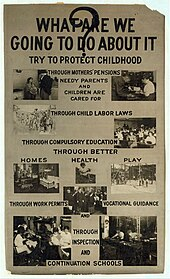 ?
WHAT ARE WE
GOING TO DO ABOUT IT
TRY TO PROTECT CHILDHOOD
THROUGH MOTHERS PENSIONS
NEEDY PARENTS
AND
CHILDREN ARE
CARED FOR
THROUGH CHILD LABOR LAWS
THROUGH COMPULSORY EDUCATION
THROUGH BETTER
HOMES HEALTH PLAY
THROUGH WORK PERMITS VOCATIONAL GUIDANCE
AND
THROUGH
INSPECTION
AND
CONTINUATION SCHOOLS